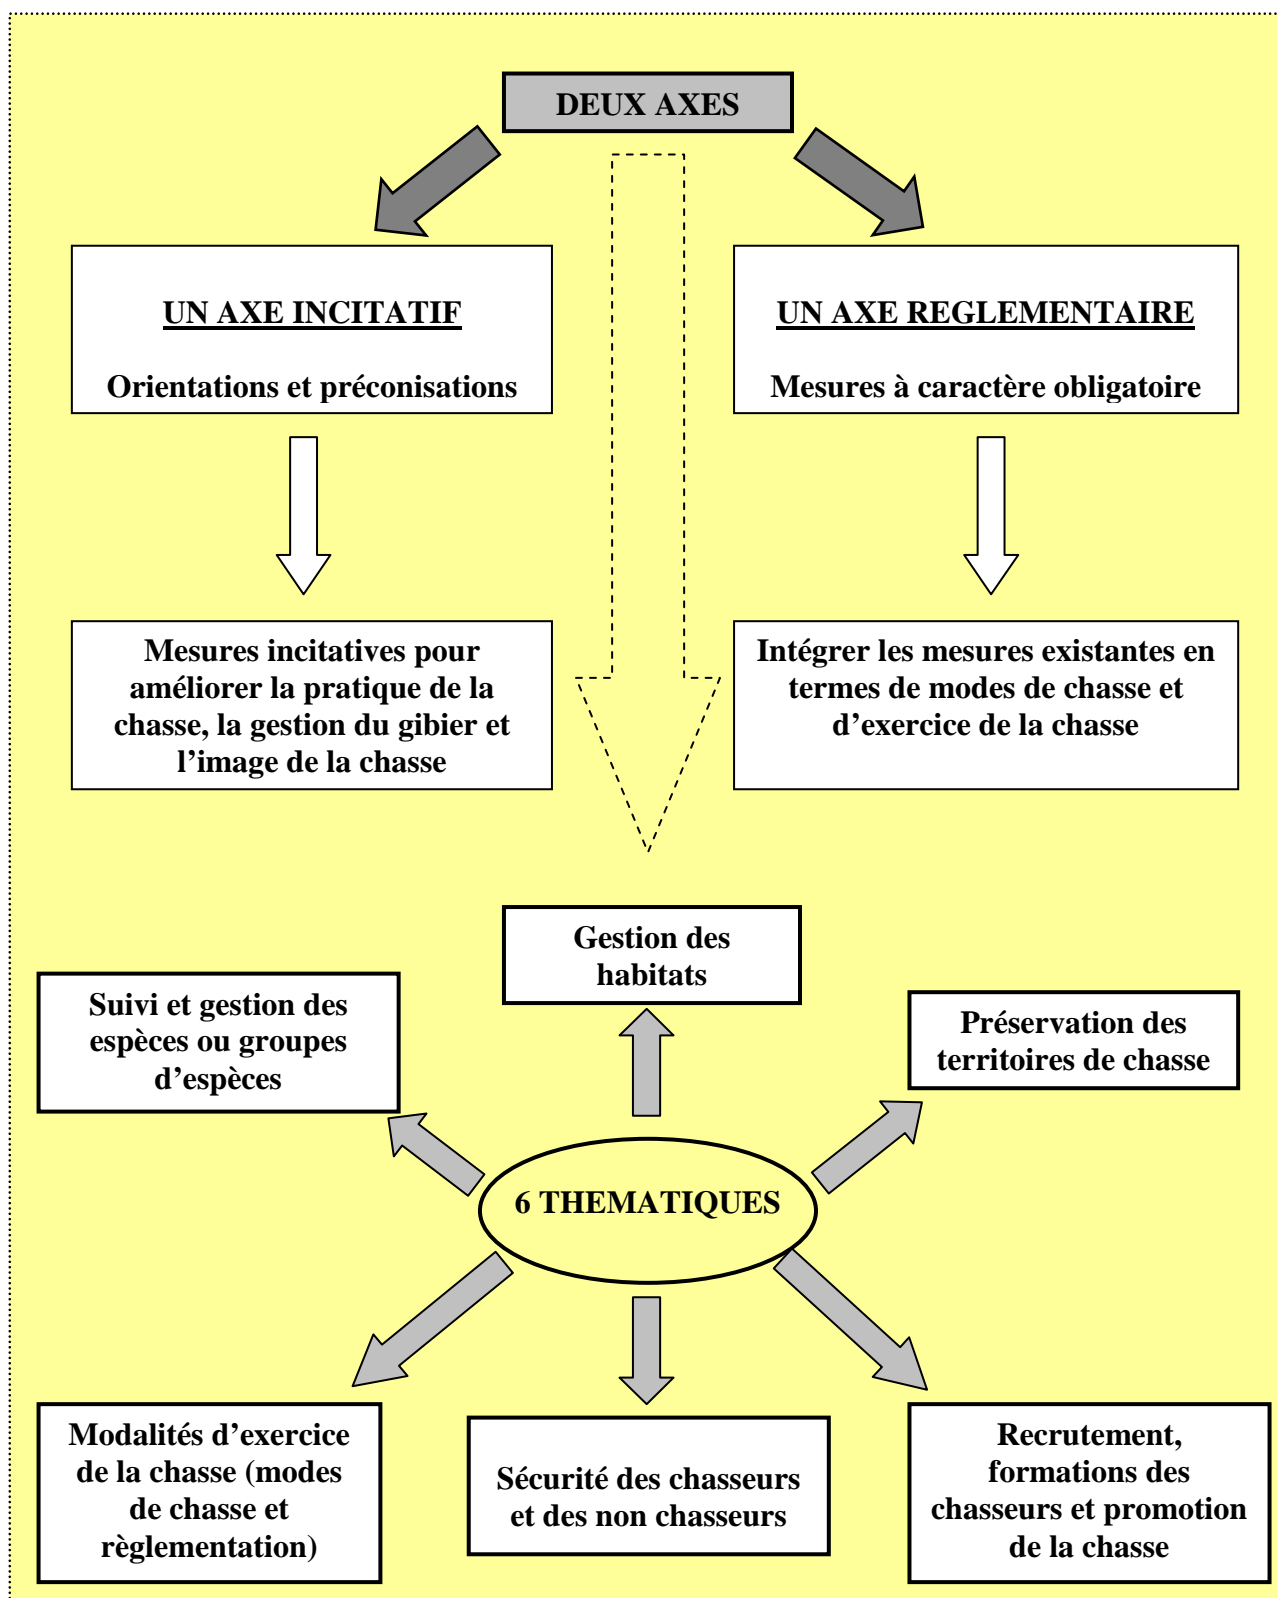 DEUX AXES
UN AXE INCITATIF
Orientations et préconisations
UN AXE REGLEMENTAIRE
Mesures à caractère obligatoire
Mesures incitatives pour
améliorer la pratique de la
chasse, la gestion du gibier et
l’image de la chasse
Intégrer les mesures existantes en
termes de modes de chasse et
d’exercice de la chasse
Gestion des
habitats
Suivi et gestion des
espèces ou groupes
d’espèces
Préservation des
territoires de chasse
6 THEMATIQUES
Modalités d’exercice
de la chasse (modes
de chasse et
règlementation)
Sécurité des chasseurs
et des non chasseurs
Recrutement,
formations des
chasseurs et promotion
de la chasse